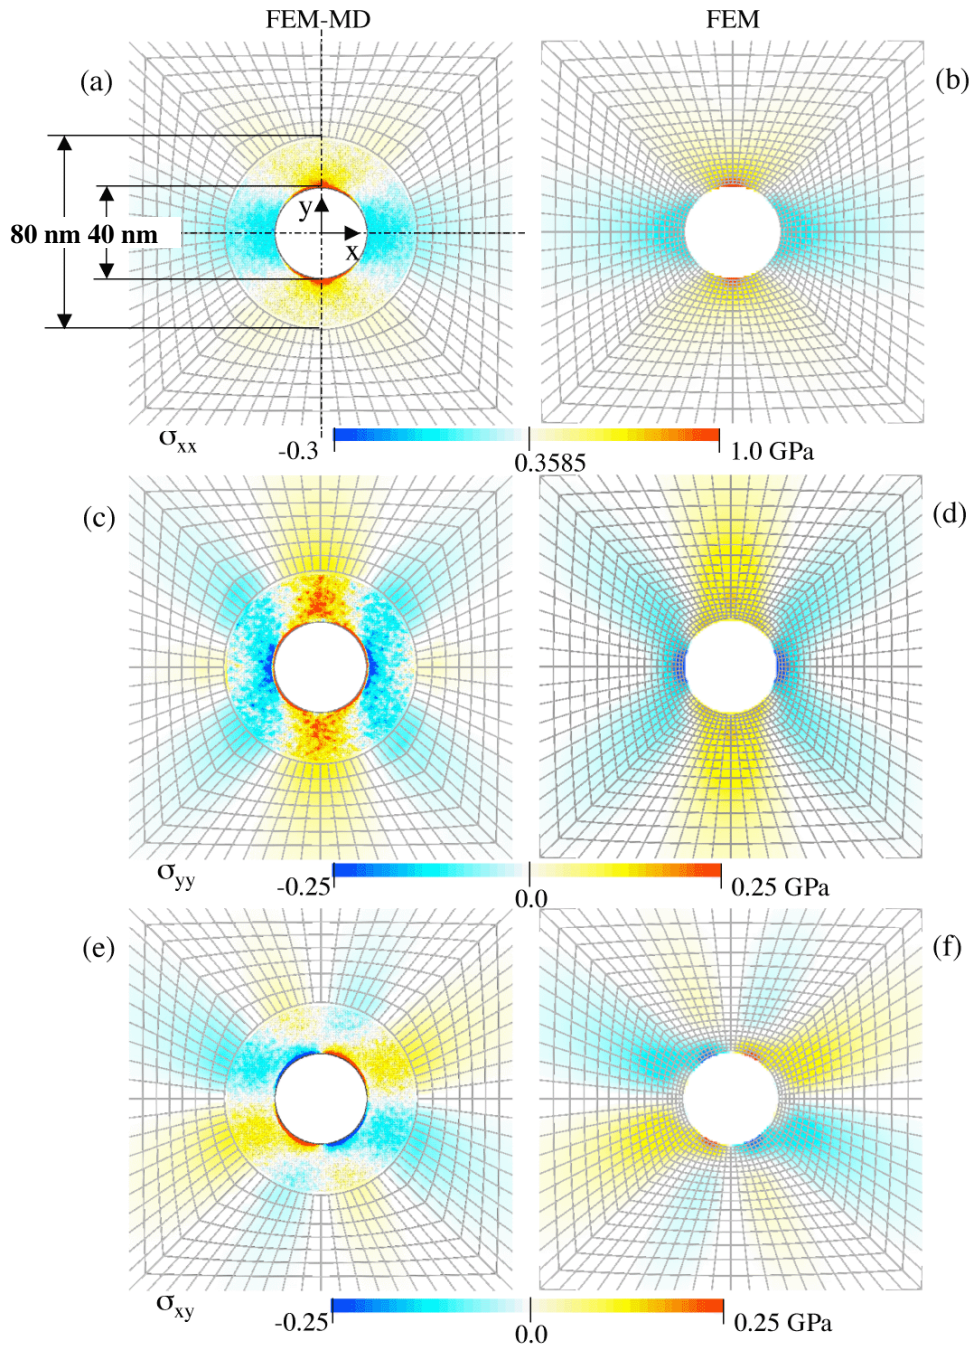 FEM-MD FEM
(a) (b)
y
80 nm 40 nm
x
σxx -0.3 0.3585 1.0 GPa
(c) (d)
σyy -0.25 0.0 0.25 GPa
(e) (f)
σxy -0.25 0.0 0.25 GPa